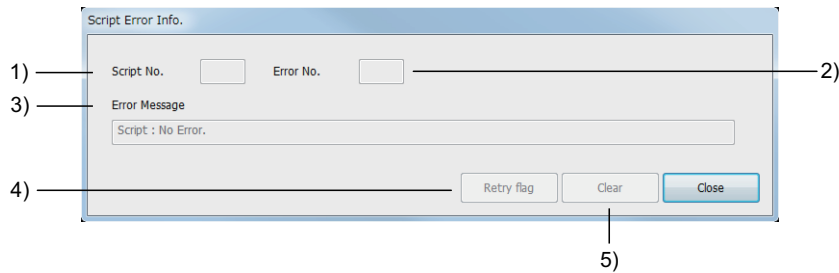 Script Error Info.
1) Script No. Error No. 2)
3) Error Message
Script : No Error.
4) Retry flag Clear Close
5)